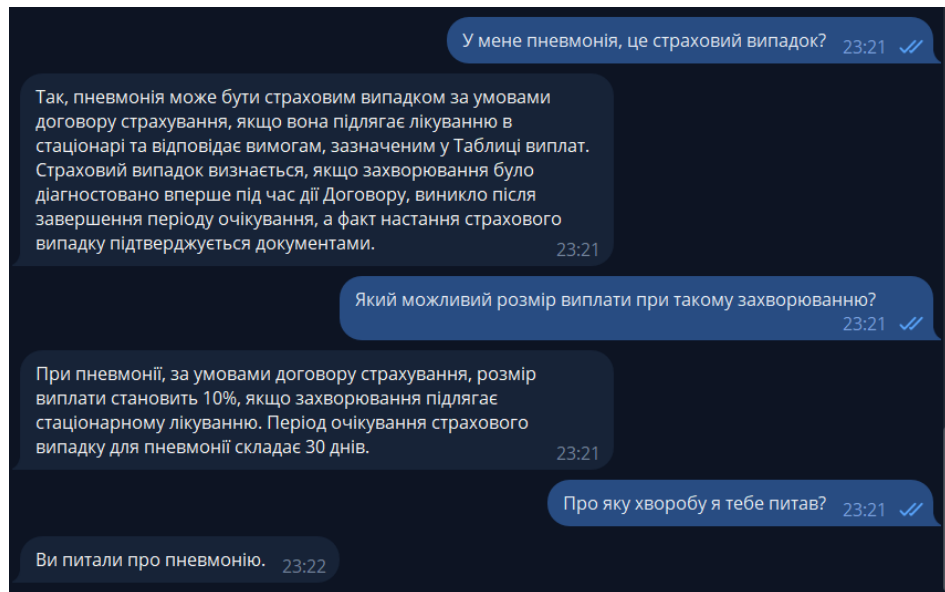 У мене пневмонія, це страховий випадок? 23:21
Так, пневмонія може бути страховим випадком за умовами
договору страхування, якщо вона підлягає лікуванню в
стаціонарі та відповідає вимогам, зазначеним у Таблиці виплат.
Страховий випадок визнається, якщо захворювання було
діагностовано вперше під час дії Договору, виникло після
завершення періоду очікування, а факт настання страхового
випадку підтверджується документами. 23:21
Який можливий розмір виплати при такому захворюванню?
23:21
При пневмонії, за умовами договору страхування, розмір
виплати становить 10%, якщо захворювання підлягає
стаціонарному лікуванню. Період очікування страхового
випадку для пневмонії складає 30 днів. 23:21
Про яку хворобу я тебе питав? 23:21
Ви питали про пневмонію. 23:22